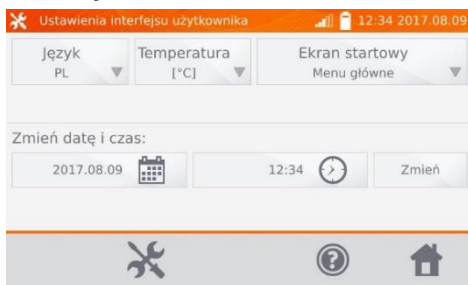 Ustawienia interfejsu użytkownika 12:34 2017.08.09
Język Temperatura Ekran startowy
PL [°C] Menu główne
Zmień datę i czas:
2017.08.09 12:34 Zmień